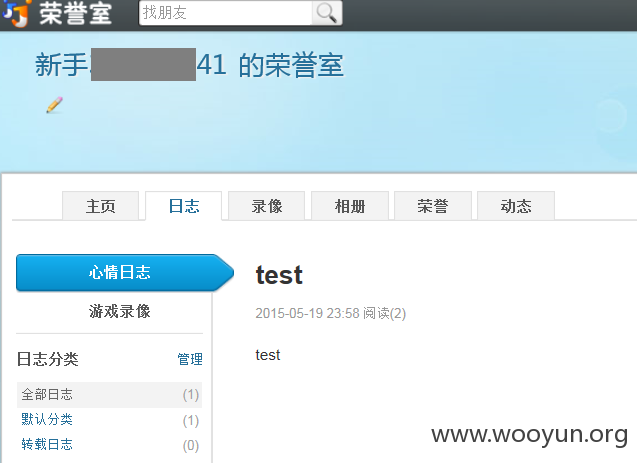 荣誉室 找朋友
新手 41 的荣誉室
主页 日志 录像 相册 荣誉 动态
心情日志
游戏录像
日志分类 管理
全部日志 (1)
默认分类 (1)
转载日志 (0)
test
2015-05-19 23:58 阅读(2)
test
www.wooyun.org